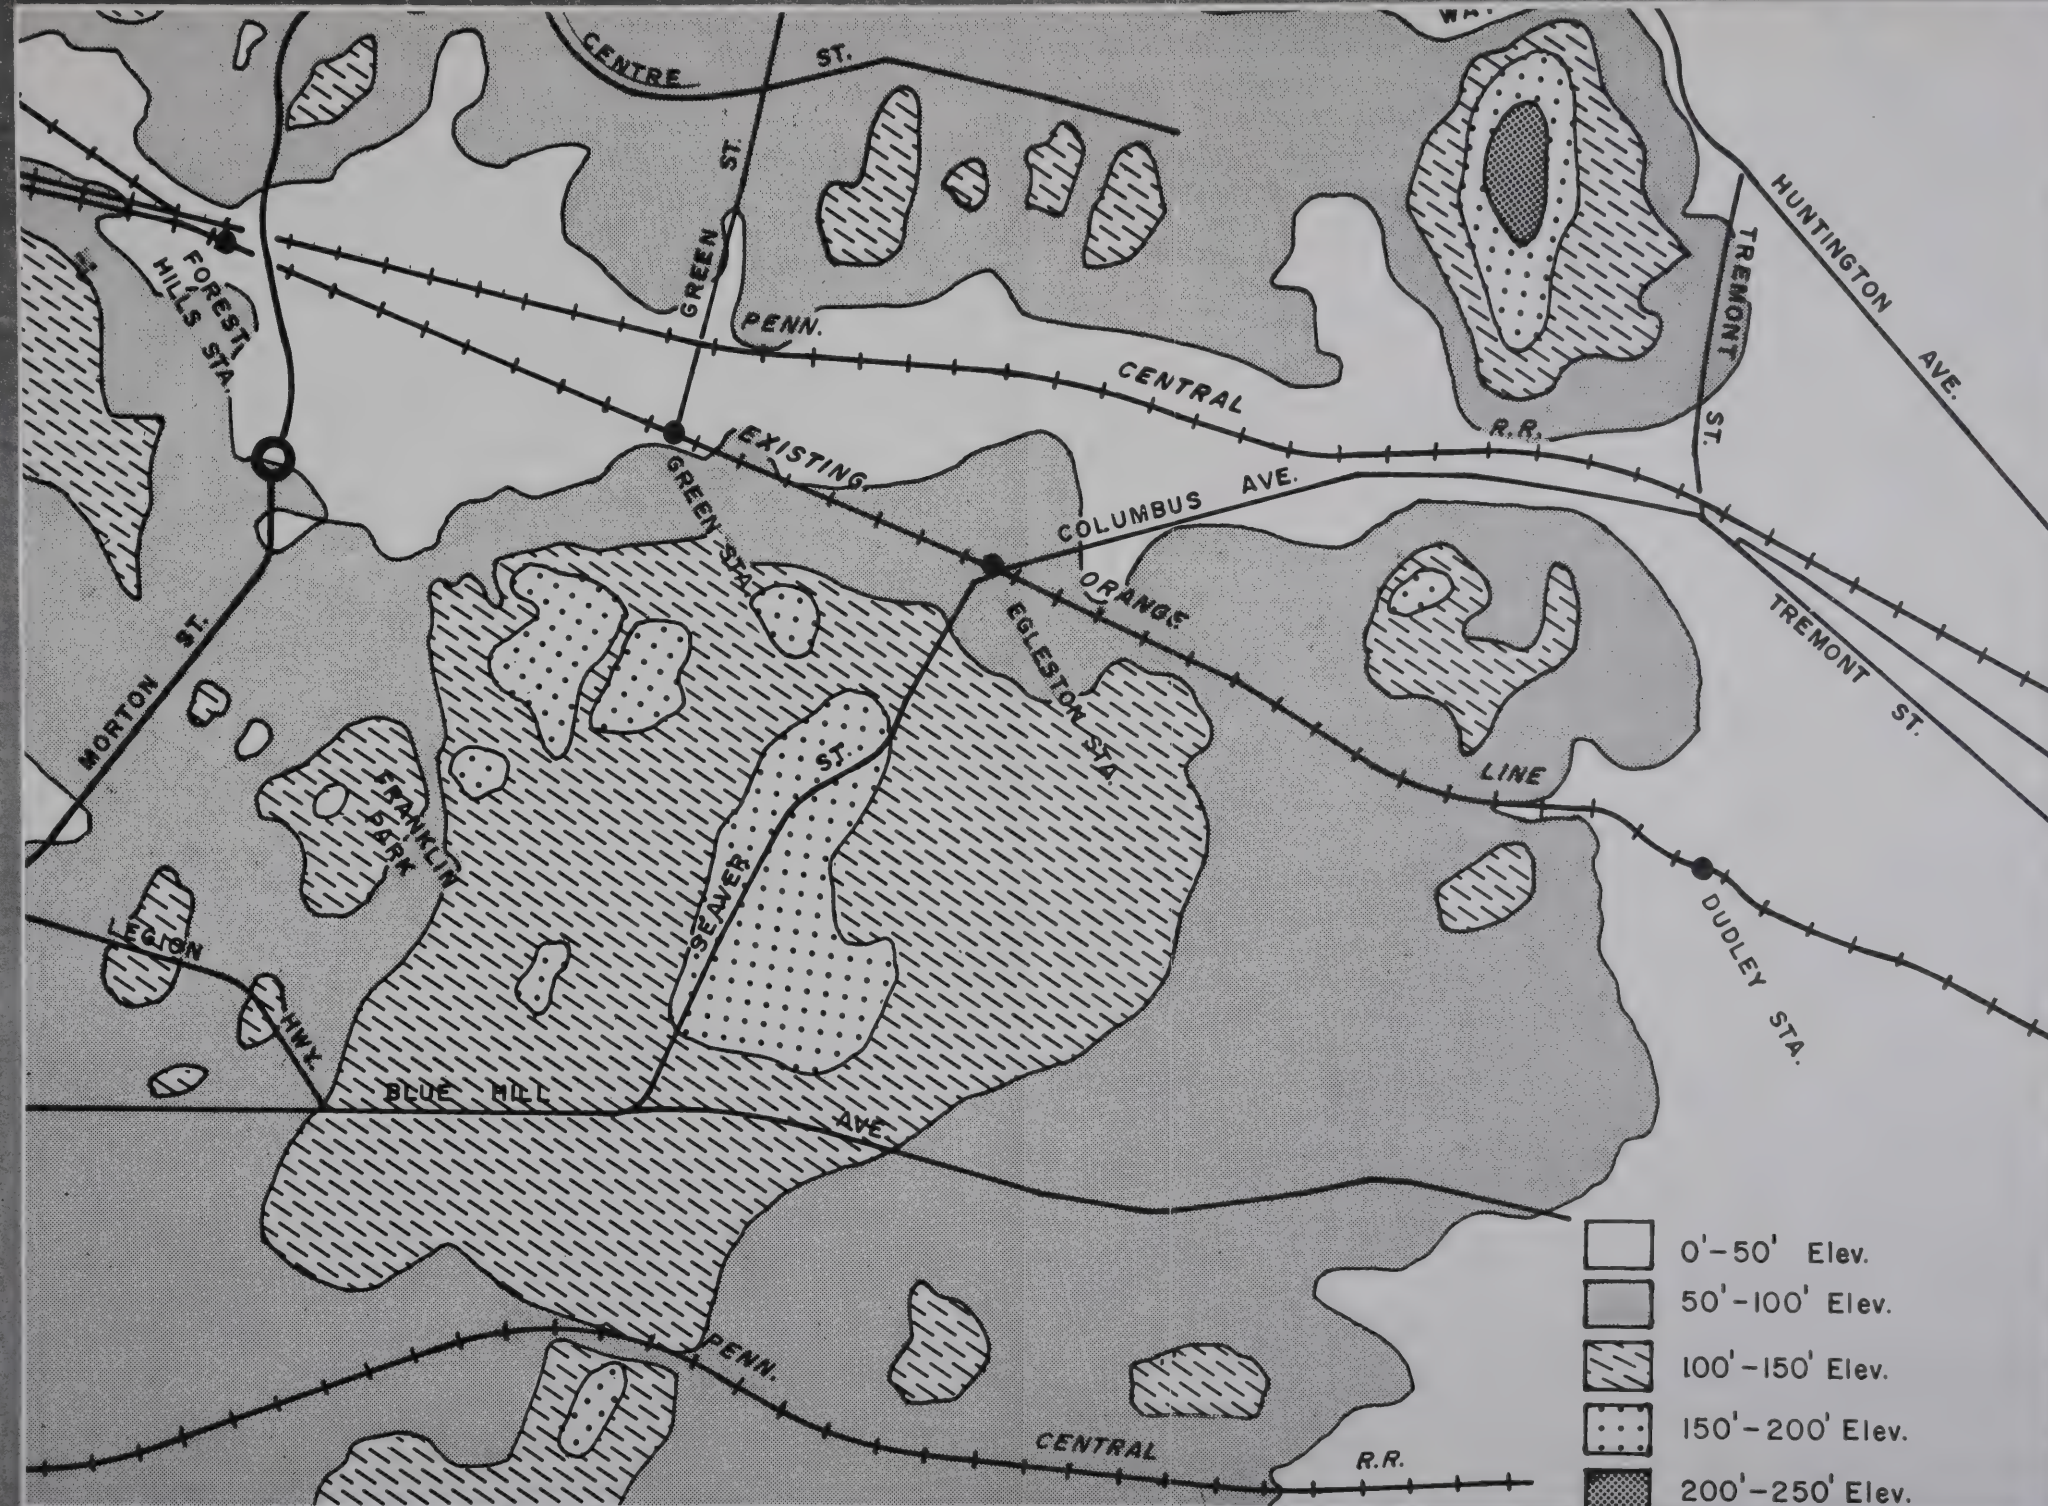 CENTRE ST.
GREEN ST.
HUNTINGTON AVE.
TREMONT ST.
FOREST
HILLS STA.
PENN. CENTRAL R.R.
EXISTING ORANGE LINE
GREEN STA.
COLUMBUS AVE.
EGLESTON STA.
TREMONT ST.
MORTON ST.
FRANKLIN
PARK
SEAVER ST.
DUDLEY STA.
LEGION HWY.
BLUE HILL AVE.
PENN. CENTRAL R.R.
0'-50' Elev.
50'-100' Elev.
100'-150' Elev.
150'-200' Elev.
200'-250' Elev.